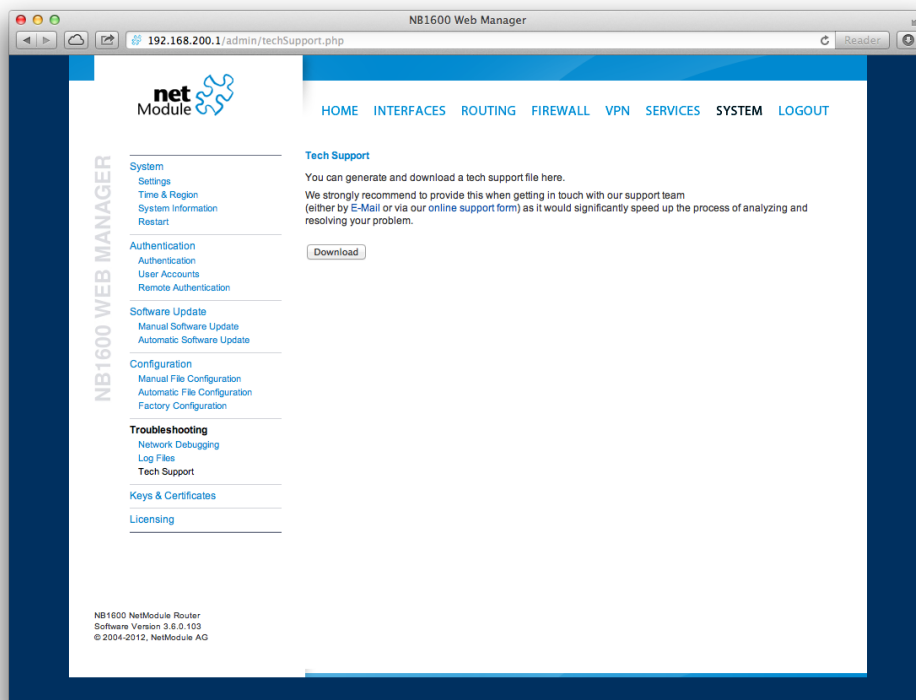 NB1600 Web Manager
192.168.200.1/admin/techSupport.php
Reader
net
Module
HOME INTERFACES ROUTING FIREWALL VPN SERVICES SYSTEM LOGOUT
NB1600 WEB MANAGER
System
Settings
Time & Region
System Information
Restart
Authentication
Authentication
User Accounts
Remote Authentication
Software Update
Manual Software Update
Automatic Software Update
Configuration
Manual File Configuration
Automatic File Configuration
Factory Configuration
Troubleshooting
Network Debugging
Log Files
Tech Support
Keys & Certificates
Licensing
Tech Support
You can generate and download a tech support file here.
We strongly recommend to provide this when getting in touch with our support team
(either by E-Mail or via our online support form) as it would significantly speed up the process of analyzing and
resolving your problem.
Download
NB1600 NetModule Router
Software Version 3.6.0.103
© 2004-2012, NetModule AG